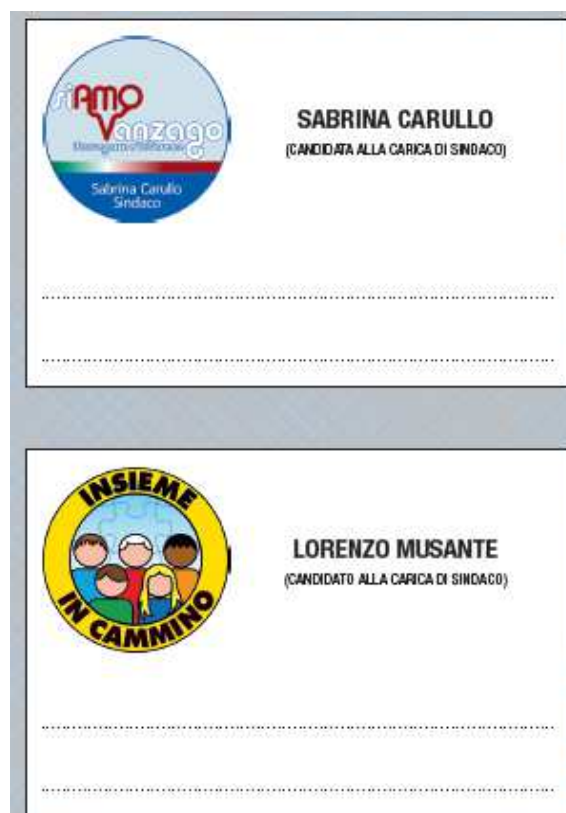 siAMO
Vanzago
Sabrina Carullo
Sindaco
SABRINA CARULLO
(CANDIDATA ALLA CARICA DI SINDACO)
INSIEME
IN CAMMINO
LORENZO MUSANTE
(CANDIDATO ALLA CARICA DI SINDACO)